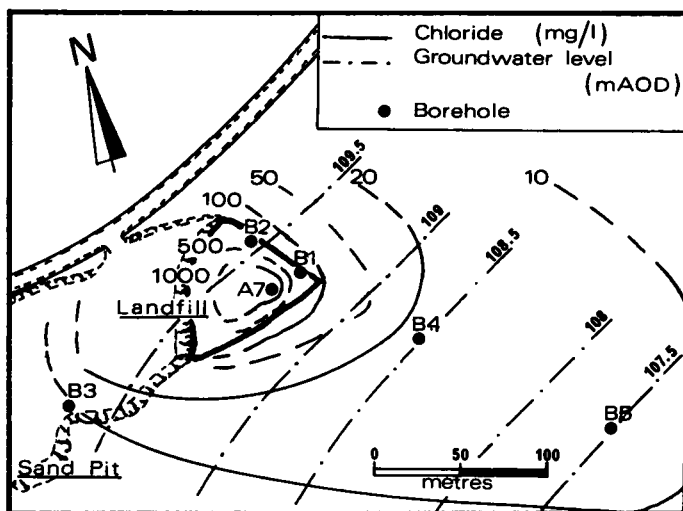 N
Chloride (mg/l)
Groundwater level
(mAOD)
Borehole
109.5
50
20
10
100
109
B2
108.5
500
B1
1000
A7
Landfill
B4
108
107.5
B3
B5
0 50 100
metres
Sand Pit